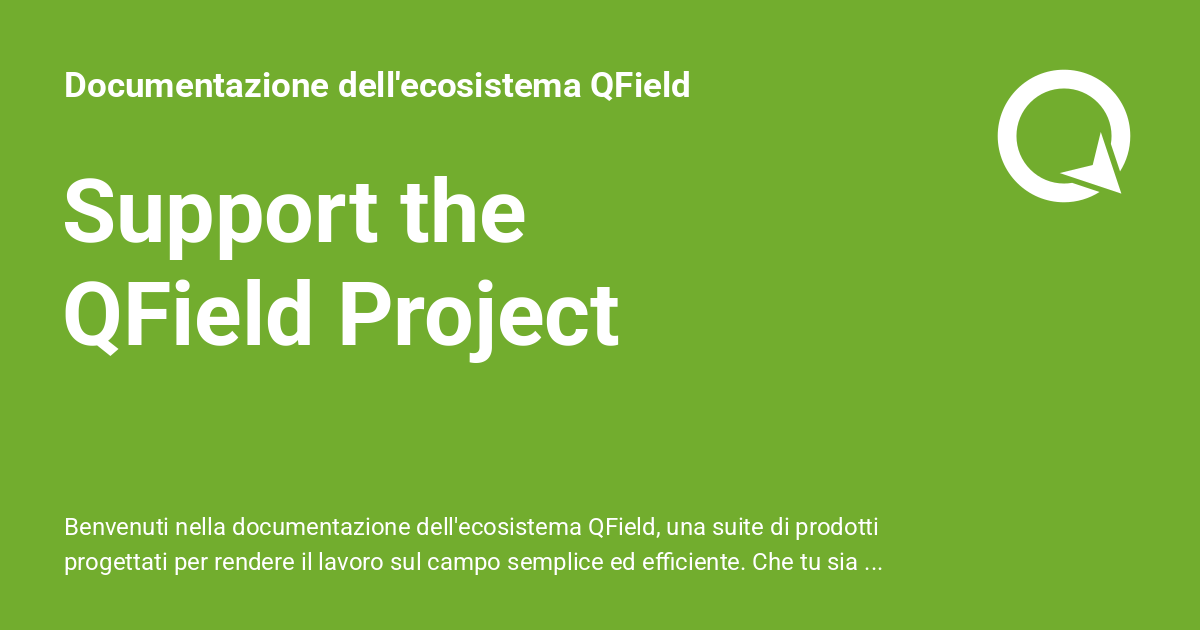 Documentazione dell'ecosistema QField
Support the
QField Project
Benvenuti nella documentazione dell'ecosistema QField, una suite di prodotti
progettati per rendere il lavoro sul campo semplice ed efficiente. Che tu sia ...